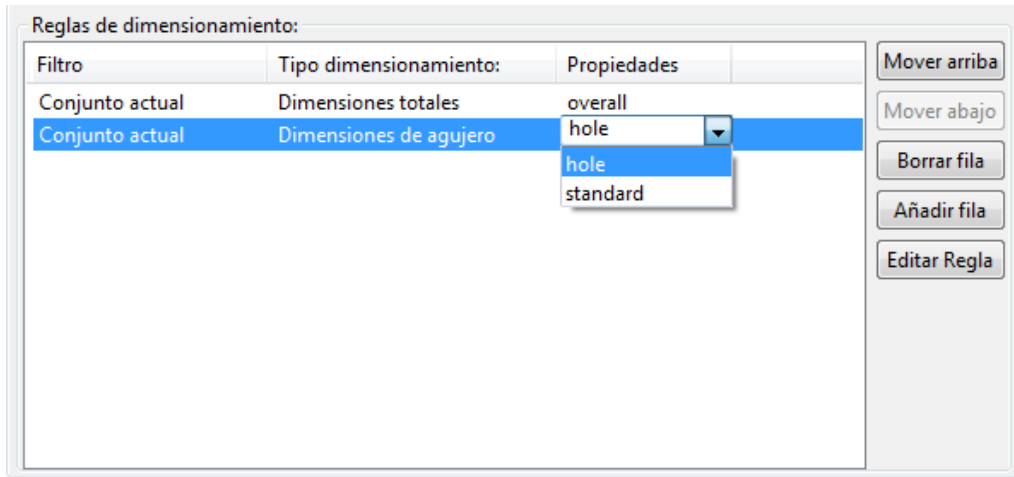 Reglas de dimensionamiento:
Filtro Tipo dimensionamiento: Propiedades
Conjunto actual Dimensiones totales overall
Conjunto actual Dimensiones de agujero hole
hole
standard
Mover arriba
Mover abajo
Borrar fila
Añadir fila
Editar Regla